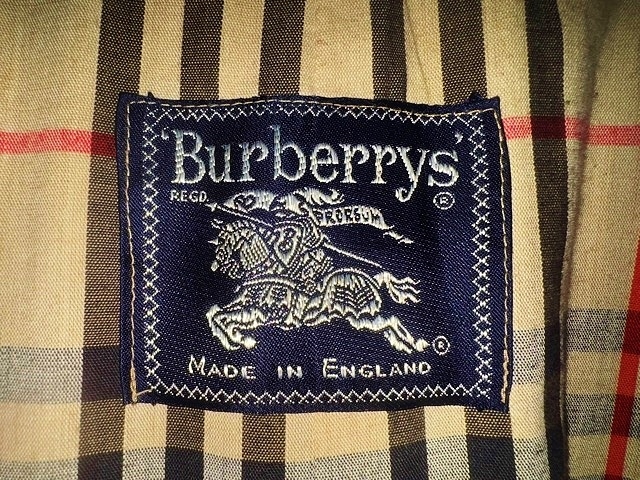 'Burberrys'
REGD. ®
PRORSUM
®
MADE IN ENGLAND